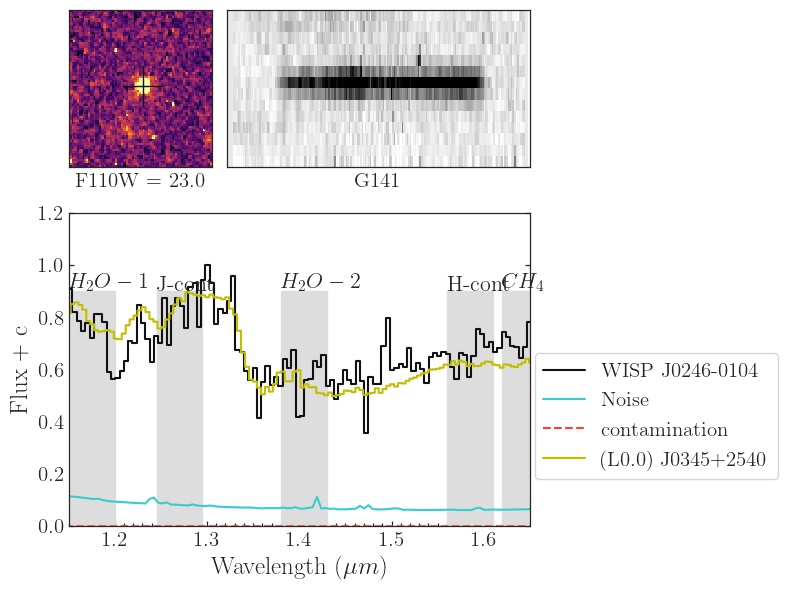 F110W = 23.0
G141
1.2
1.0
0.8
0.6
0.4
0.2
0.0
Flux + c
H₂O − 1
J-cont
H₂O − 2
H-cont
CH₄
1.2
1.3
1.4
1.5
1.6
Wavelength (μm)
WISP J0246-0104
Noise
contamination
(L0.0) J0345+2540